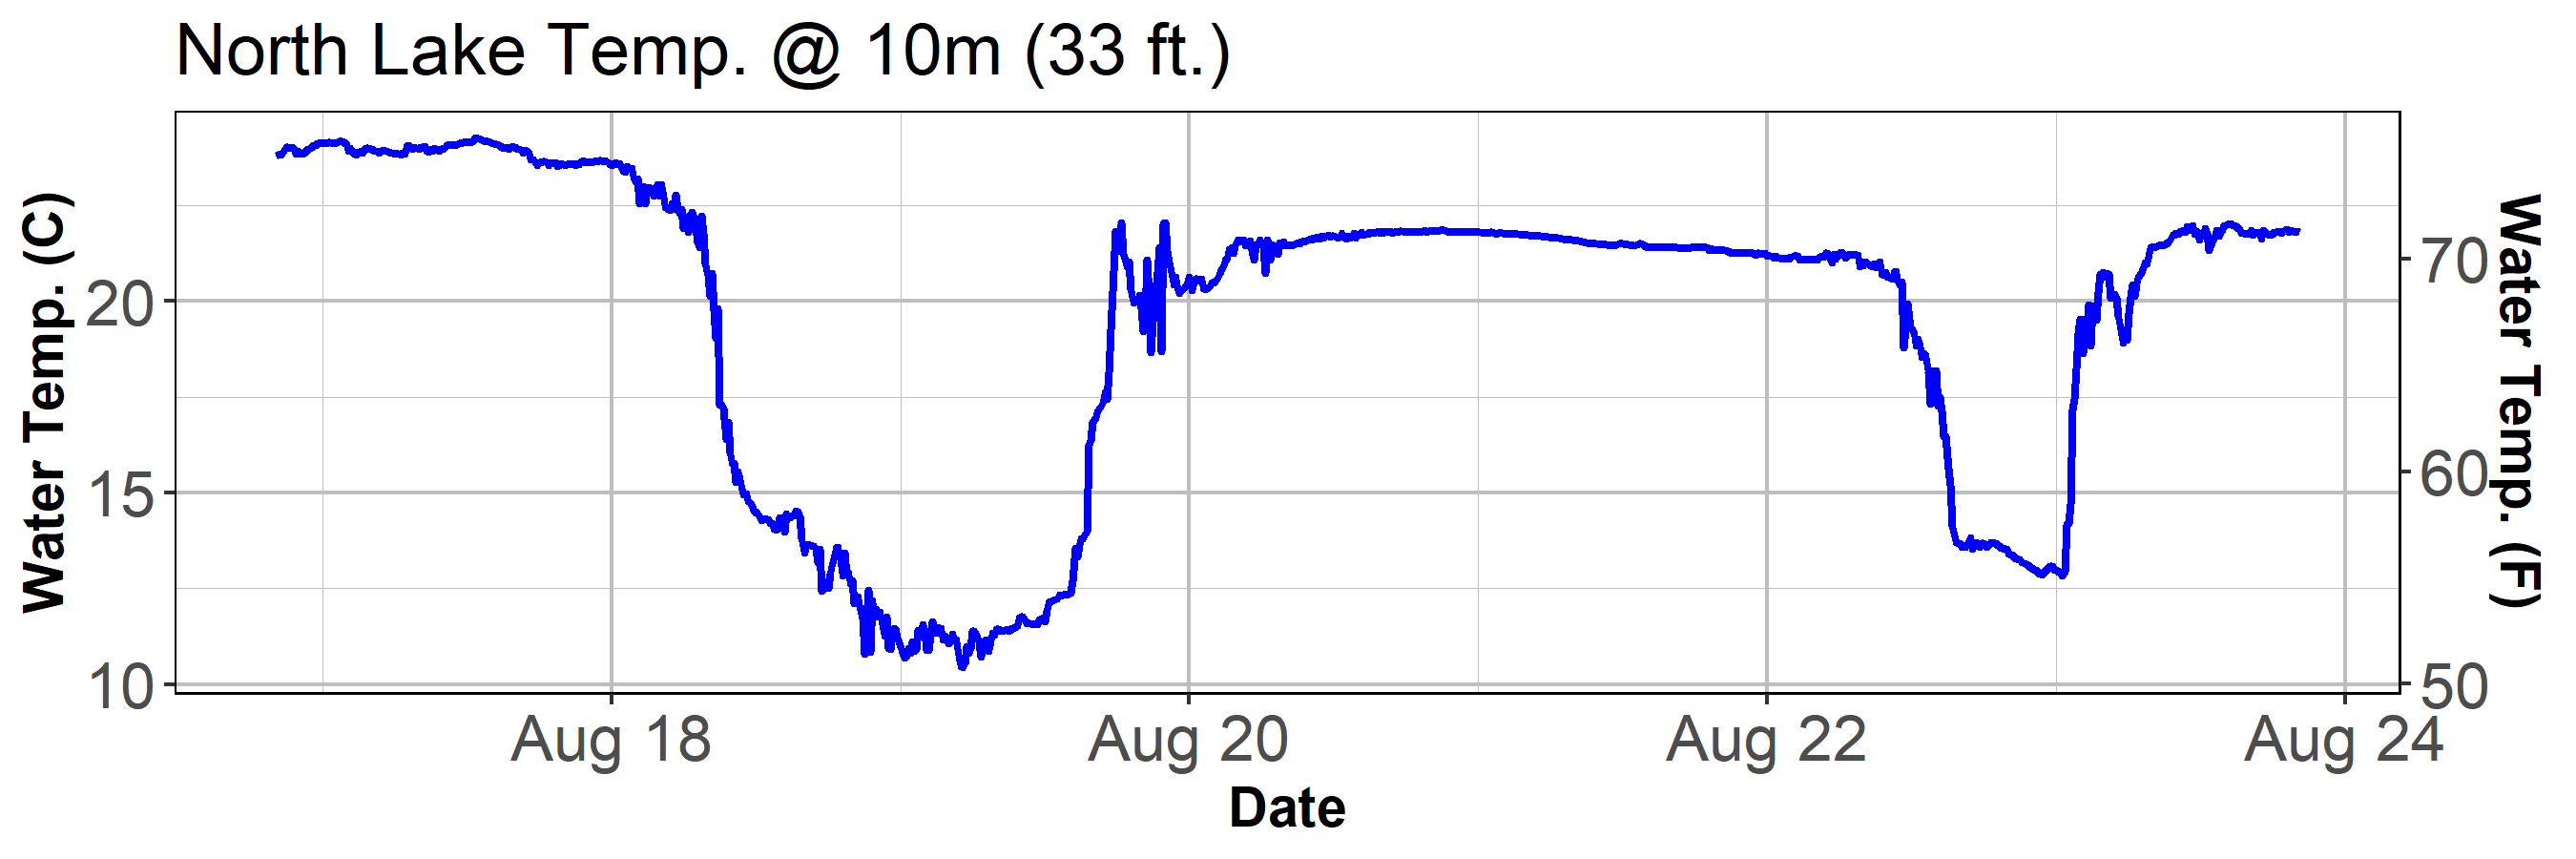 North Lake Temp. @ 10m (33 ft.)
Water Temp. (C)
20
15
10
70
60
50
Water Temp. (F)
Aug 18
Aug 20
Aug 22
Aug 24
Date